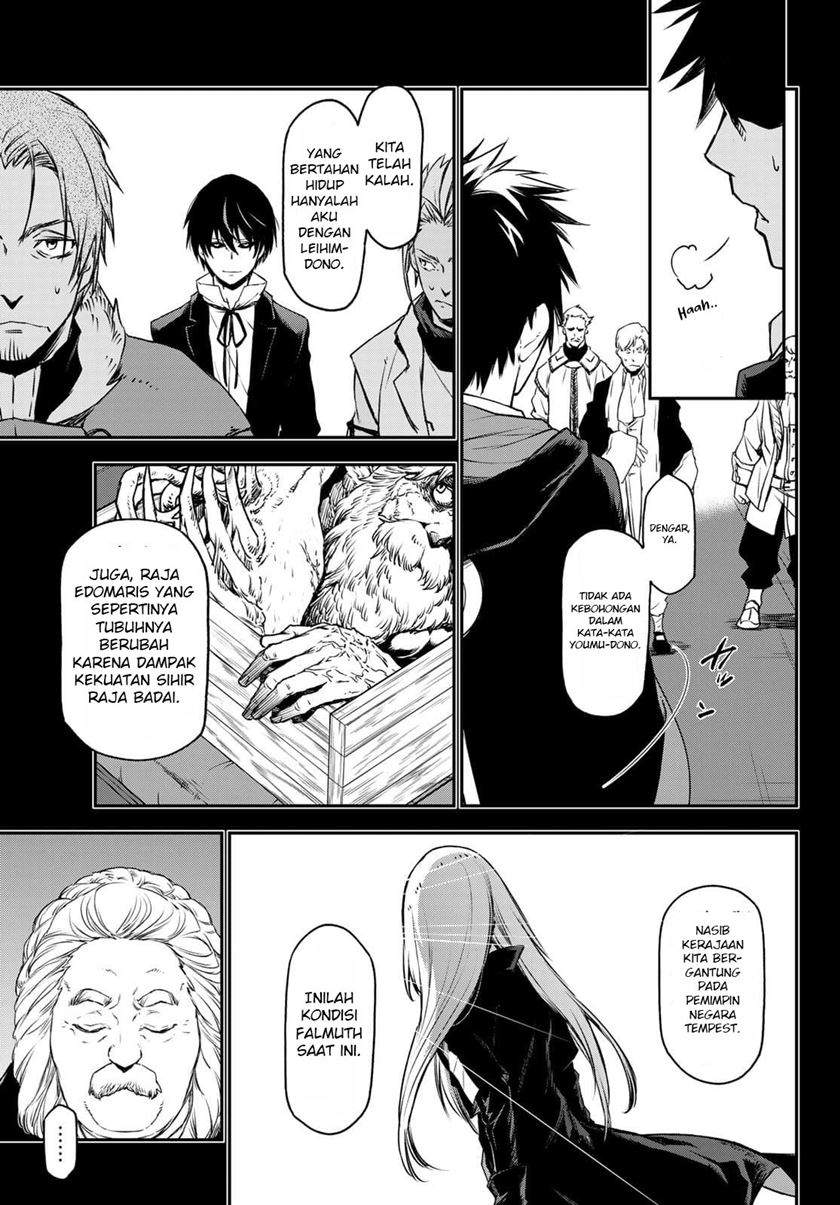 Haah..
DENGAR,
YA.
TIDAK ADA
KEBOHONGAN
DALAM
KATA-KATA
YOUMU-DONO.
KITA
TELAH
KALAH.
YANG
BERTAHAN
HIDUP
HANYALAH
AKU
DENGAN
LEIHIM-
DONO.
JUGA, RAJA
EDOMARIS YANG
SEPERTINYA
TUBUHNYA
BERUBAH
KARENA DAMPAK
KEKUATAN SIHIR
RAJA BADAI.
NASIB
KERAJAAN
KITA BER-
GANTUNG
PADA
PEMIMPIN
NEGARA
TEMPEST.
INILAH
KONDISI
FALMUTH
SAAT INI.
......